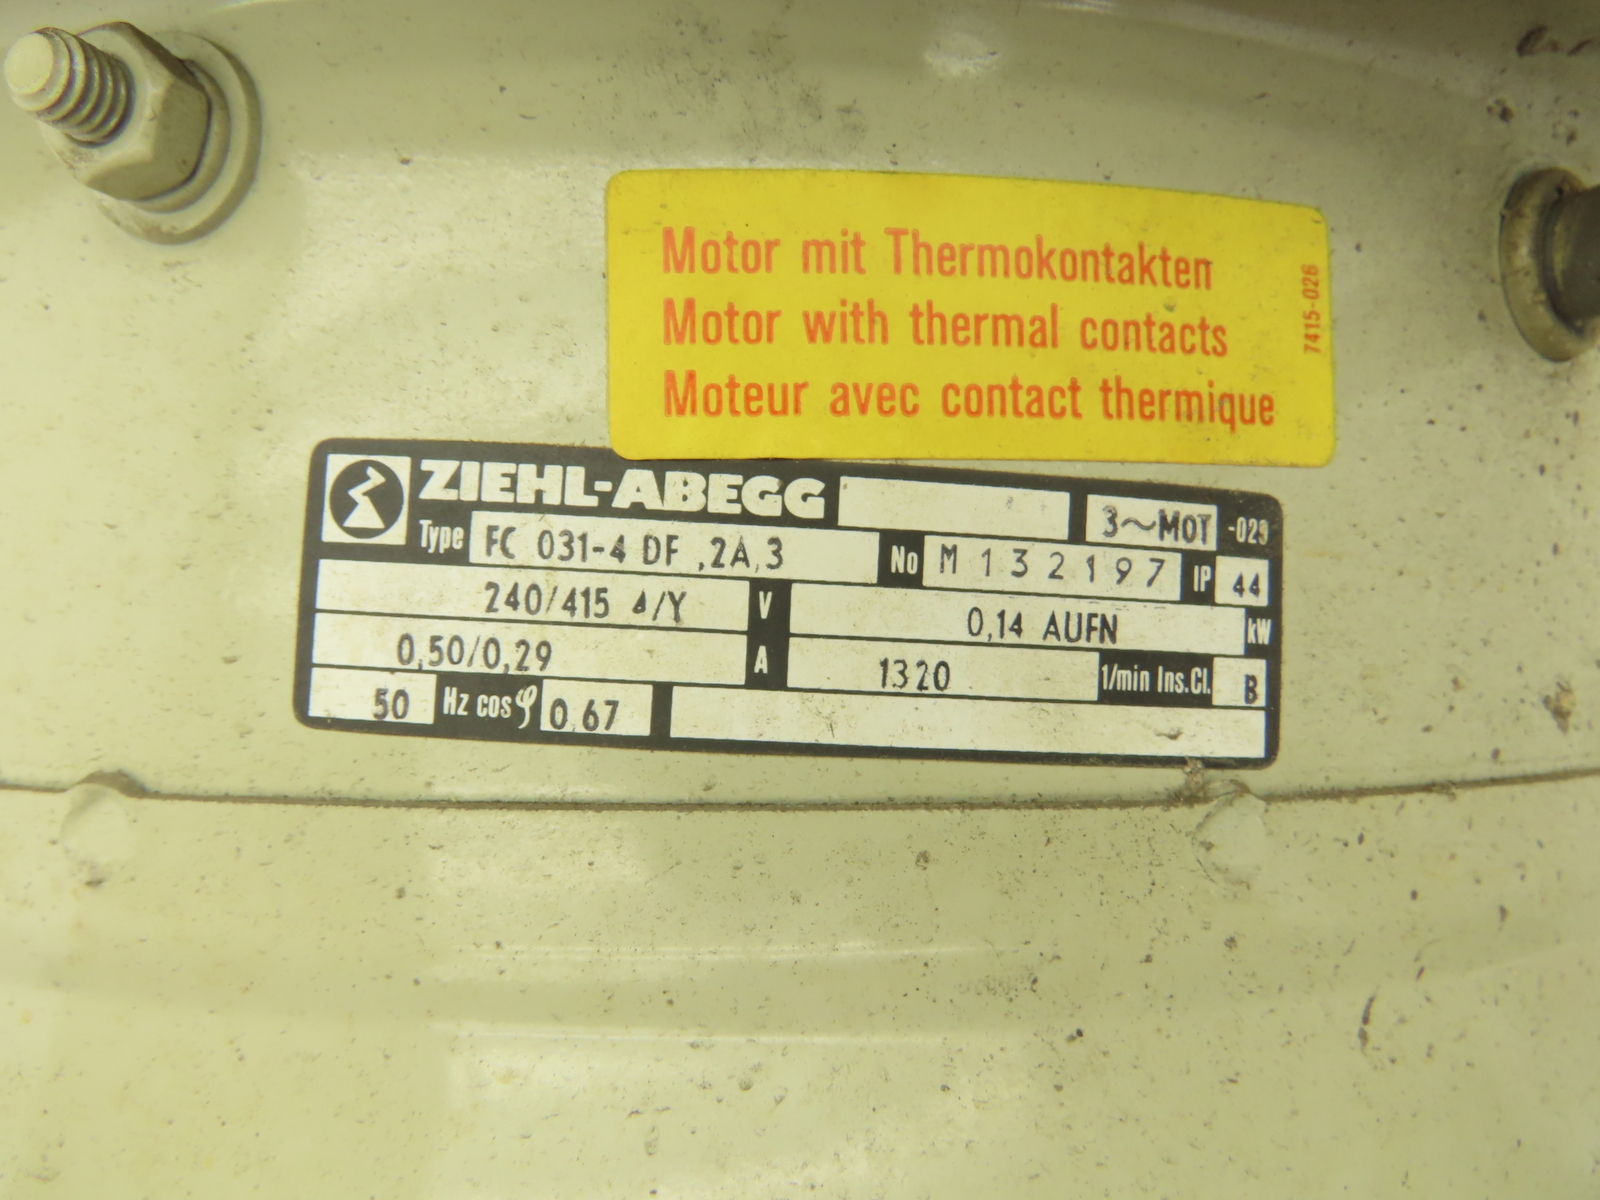 Motor mit Thermokontakten
Motor with thermal contacts
Moteur avec contact thermique
7415-026
ZIEHL-ABEGG 3~MOT -029
Type FC 031-4 DF .2A.3 No M132197 IP 44
240/415 Δ/Y V 0,14 AUFN kW
0,50/0,29 A 1320 1/min Ins.Cl. B
50 Hz cos φ 0,67